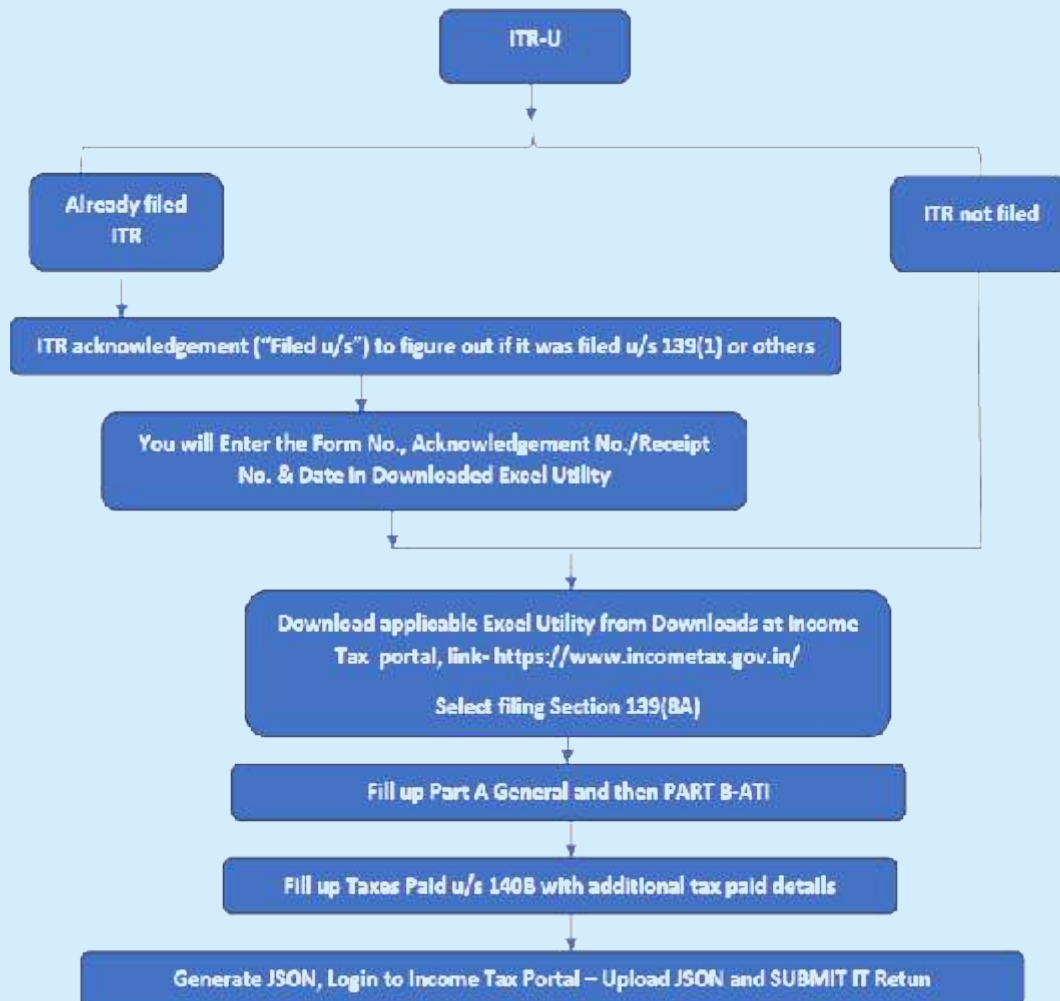 ITR-U
Already filed
ITR
ITR not filed
ITR acknowledgement ("Filed u/s") to figure out if it was filed u/s 139(1) or others
You will Enter the Form No., Acknowledgement No./Receipt
No. & Date in Downloaded Excel Utility
Download applicable Excel Utility from Downloads at Income
Tax portal, link- https://www.incometax.gov.in/
Select filing Section 139(8A)
Fill up Part A General and then PART B-ATI
Fill up Taxes Paid u/s 140B with additional tax paid details
Generate JSON, Login to Income Tax Portal – Upload JSON and SUBMIT IT Retun